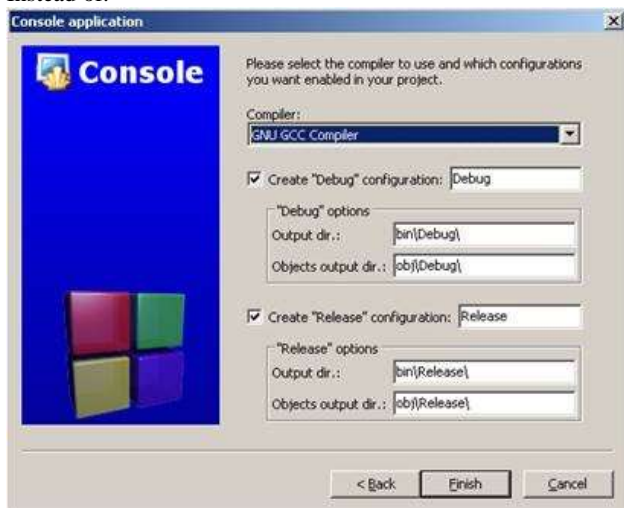 Console application
Console
Please select the compiler to use and which configurations
you want enabled in your project.
Compiler:
GNU GCC Compiler
Create "Debug" configuration: Debug
"Debug" options
Output dir.: bin\Debug\
Objects output dir.: obj\Debug\
Create "Release" configuration: Release
"Release" options
Output dir.: bin\Release\
Objects output dir.: obj\Release\
< Back Finish Cancel